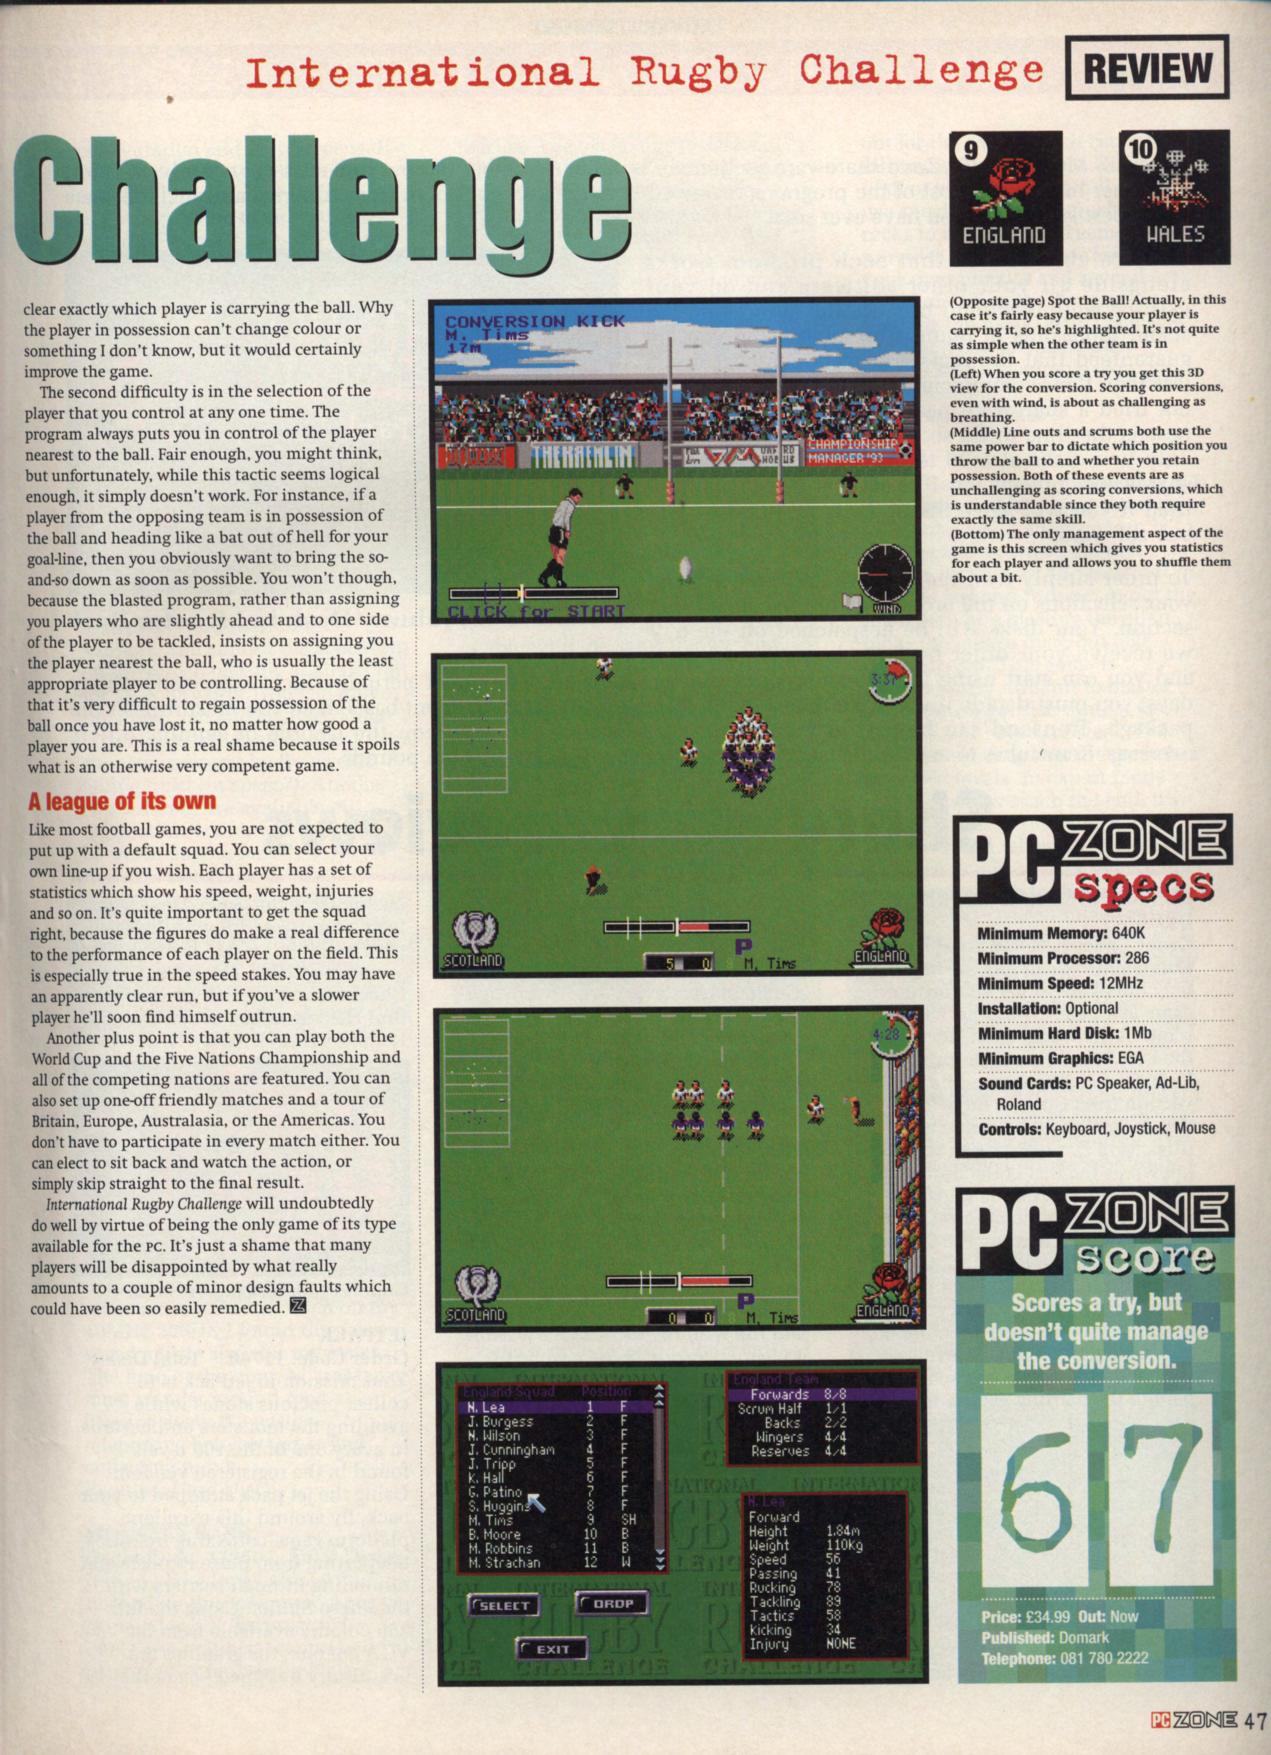 International Rugby Challenge
REVIEW
Challenge
9
ENGLAND
10
WALES
clear exactly which player is carrying the ball. Why
the player in possession can't change colour or
something I don't know, but it would certainly
improve the game.
The second difficulty is in the selection of the
player that you control at any one time. The
program always puts you in control of the player
nearest to the ball. Fair enough, you might think,
but unfortunately, while this tactic seems logical
enough, it simply doesn't work. For instance, if a
player from the opposing team is in possession of
the ball and heading like a bat out of hell for your
goal-line, then you obviously want to bring the so-
and-so down as soon as possible. You won't though,
because the blasted program, rather than assigning
you players who are slightly ahead and to one side
of the player to be tackled, insists on assigning you
the player nearest the ball, who is usually the least
appropriate player to be controlling. Because of
that it's very difficult to regain possession of the
ball once you have lost it, no matter how good a
player you are. This is a real shame because it spoils
what is an otherwise very competent game.
A league of its own
Like most football games, you are not expected to
put up with a default squad. You can select your
own line-up if you wish. Each player has a set of
statistics which show his speed, weight, injuries
and so on. It's quite important to get the squad
right, because the figures do make a real difference
to the performance of each player on the field. This
is especially true in the speed stakes. You may have
an apparently clear run, but if you've a slower
player he'll soon find himself outrun.
Another plus point is that you can play both the
World Cup and the Five Nations Championship and
all of the competing nations are featured. You can
also set up one-off friendly matches and a tour of
Britain, Europe, Australasia, or the Americas. You
don't have to participate in every match either. You
can elect to sit back and watch the action, or
simply skip straight to the final result.
International Rugby Challenge will undoubtedly
do well by virtue of being the only game of its type
available for the PC. It's just a shame that many
players will be disappointed by what really
amounts to a couple of minor design faults which
could have been so easily remedied. Z
CONVERSION KICK
M. Tims
17m
CHAMPIONSHIP
MANAGER '93
CLICK for START
WIND
3:37
SCOTLAND
5 0
P
M. Tims
ENGLAND
4:28
SCOTLAND
0 0
P
M. Tims
ENGLAND
England Squad Position
N. Lea 1 F
J. Burgess 2 F
N. Wilson 3 F
J. Cunningham 4 F
J. Tripp 5 F
K. Hall 6 F
G. Patino 7 F
S. Huggins 8 F
M. Tims 9 SH
B. Moore 10 B
M. Robbins 11 B
M. Strachan 12 W
SELECT
DROP
EXIT
England Team
Forwards 8/8
Scrum Half 1/1
Backs 2/2
Wingers 4/4
Reserves 4/4
N. Lea
Forward
Height 1.84m
Weight 110kg
Speed 56
Passing 41
Rucking 78
Tackling 89
Tactics 58
Kicking 34
Injury NONE
(Opposite page) Spot the Ball! Actually, in this
case it's fairly easy because your player is
carrying it, so he's highlighted. It's not quite
as simple when the other team is in
possession.
(Left) When you score a try you get this 3D
view for the conversion. Scoring conversions,
even with wind, is about as challenging as
breathing.
(Middle) Line outs and scrums both use the
same power bar to dictate which position you
throw the ball to and whether you retain
possession. Both of these events are as
unchallenging as scoring conversions, which
is understandable since they both require
exactly the same skill.
(Bottom) The only management aspect of the
game is this screen which gives you statistics
for each player and allows you to shuffle them
about a bit.
PC ZONE
specs
Minimum Memory: 640K
Minimum Processor: 286
Minimum Speed: 12MHz
Installation: Optional
Minimum Hard Disk: 1Mb
Minimum Graphics: EGA
Sound Cards: PC Speaker, Ad-Lib,
Roland
Controls: Keyboard, Joystick, Mouse
PC ZONE
score
Scores a try, but
doesn't quite manage
the conversion.
67
Price: £34.99 Out: Now
Published: Domark
Telephone: 081 780 2222
PC ZONE 47